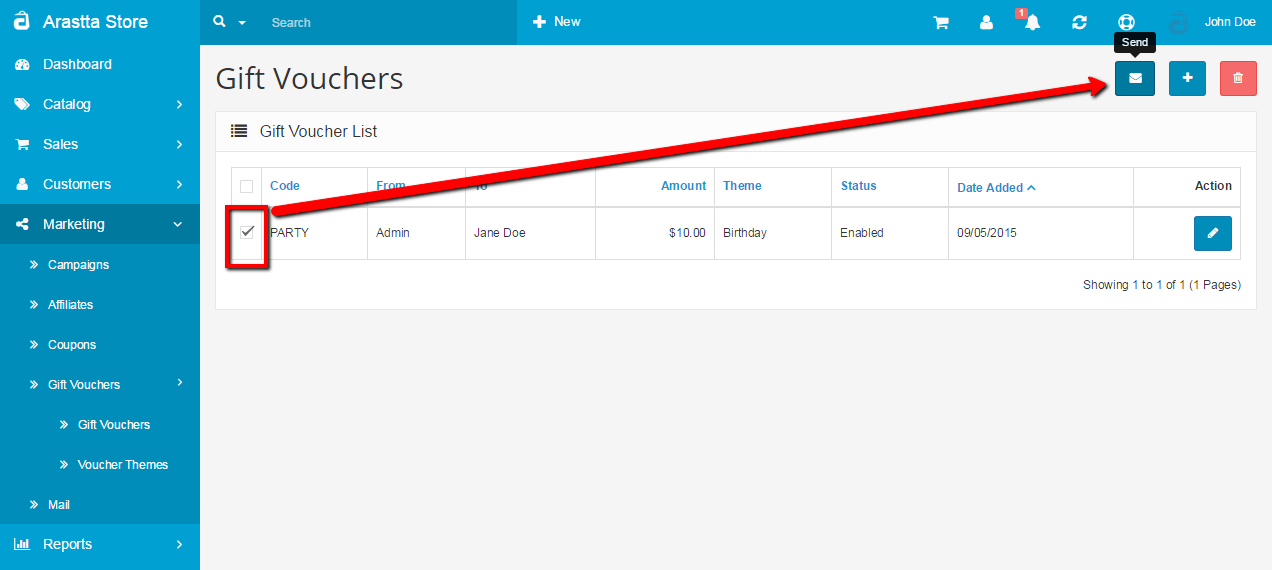 Arastta Store
Search
New
1
John Doe
Send
Dashboard
Catalog
Sales
Customers
Marketing
Campaigns
Affiliates
Coupons
Gift Vouchers
Gift Vouchers
Voucher Themes
Mail
Reports
Gift Vouchers
Gift Voucher List
Code From To Amount Theme Status Date Added Action
PARTY Admin Jane Doe $10.00 Birthday Enabled 09/05/2015
Showing 1 to 1 of 1 (1 Pages)